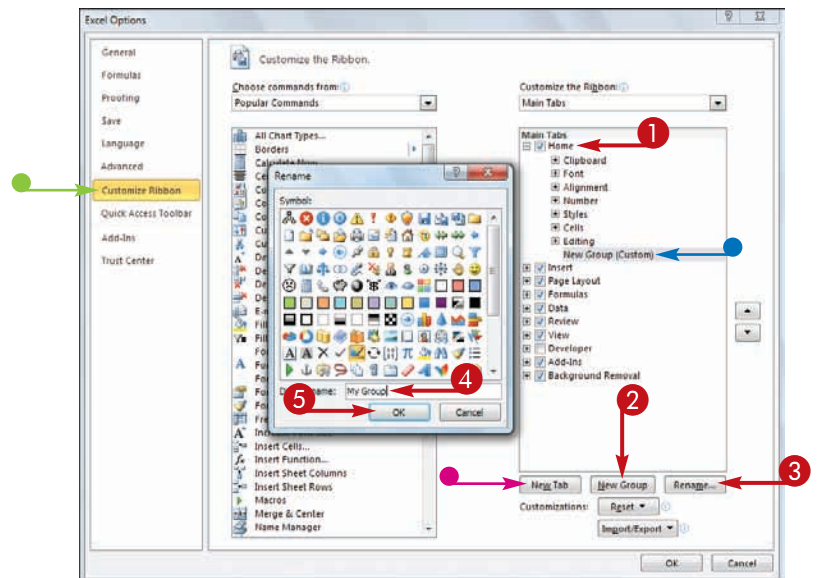 Excel Options
General
Formulas
Proofing
Save
Language
Advanced
Customize Ribbon
Quick Access Toolbar
Add-Ins
Trust Center
Customize the Ribbon.
Choose commands from:
Popular Commands
All Chart Types...
Borders
Calculate Now
Insert Cells...
Insert Function...
Insert Sheet Columns
Insert Sheet Rows
Macros
Merge & Center
Name Manager
Rename
Symbol:
name:
My Group
OK
Cancel
Customize the Ribbon:
Main Tabs
Main Tabs
Home
Clipboard
Font
Alignment
Number
Styles
Cells
Editing
New Group (Custom)
Insert
Page Layout
Formulas
Data
Review
View
Developer
Add-Ins
Background Removal
New Tab
New Group
Rename...
Customizations:
Reset
Import/Export
OK
Cancel
1
2
3
4
5